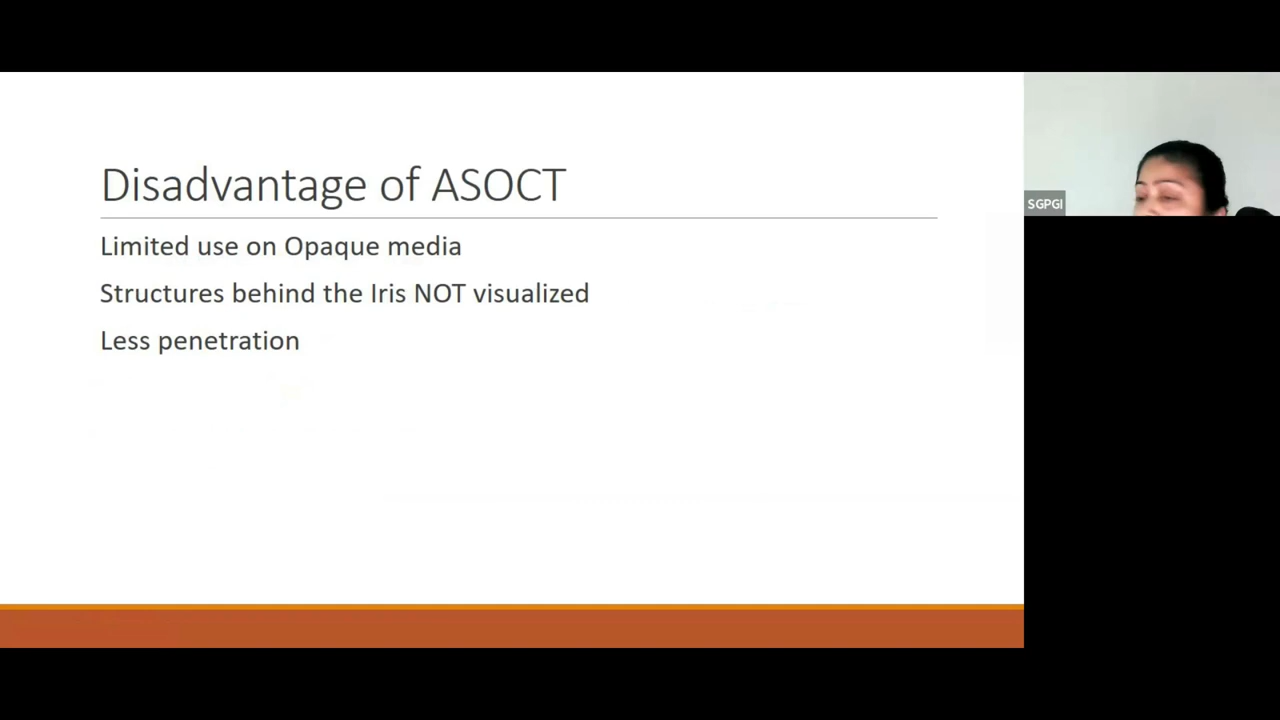 Disadvantage of ASOCT
Limited use on Opaque media
Structures behind the Iris NOT visualized
Less penetration
SGPGI